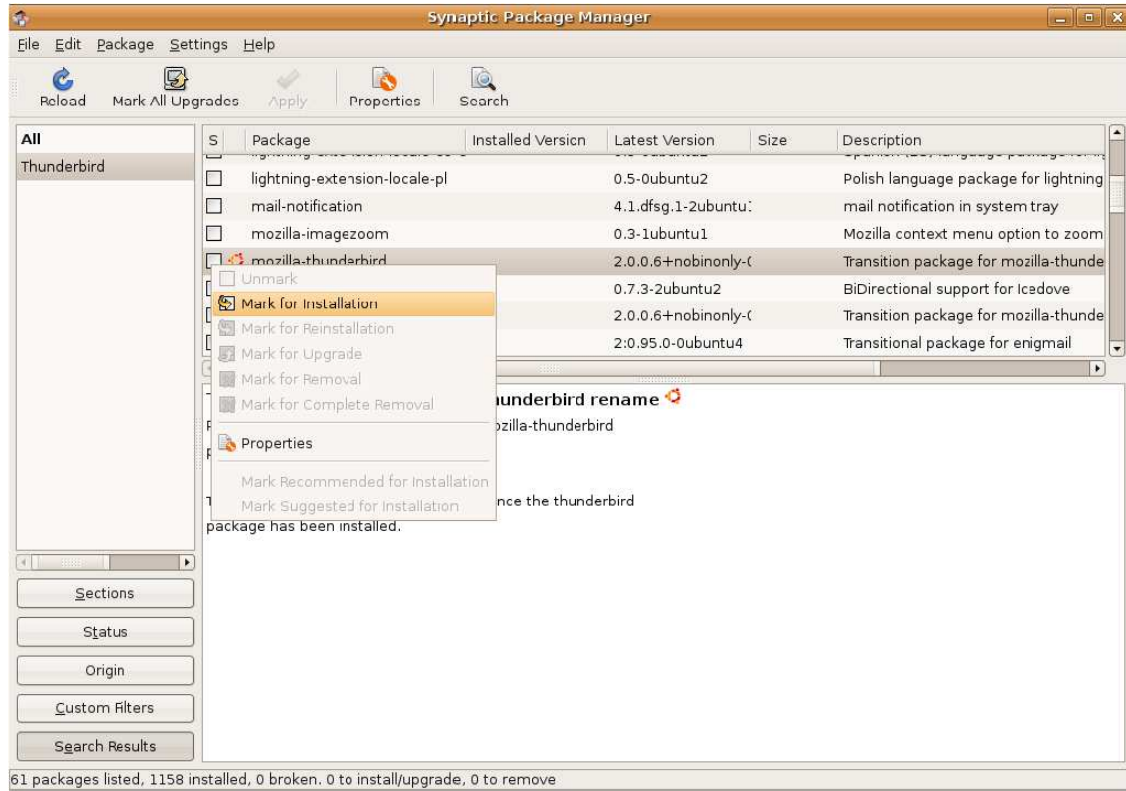 Synaptic Package Manager
File Edit Package Settings Help
Reload Mark All Upgrades Apply Properties Search
All
Thunderbird
S Package Installed Version Latest Version Size Description
lightning-extension-locale-pl 0.5-0ubuntu2 Polish language package for lightning
mail-notification 4.1.dfsg.1-2ubuntu mail notification in system tray
mozilla-imagezoom 0.3-1ubuntu1 Mozilla context menu option to zoom
mozilla-thunderbird 2.0.0.6+nobinonly-( Transition package for mozilla-thunde
0.7.3-2ubuntu2 BiDirectional support for Icedove
2.0.0.6+nobinonly-( Transition package for mozilla-thunde
2:0.95.0-0ubuntu4 Transitional package for enigmail
Unmark
Mark for Installation
Mark for Reinstallation
Mark for Upgrade
Mark for Removal
Mark for Complete Removal
Properties
Mark Recommended for Installation
Mark Suggested for Installation
underbird rename
ozilla-thunderbird
nce the thunderbird
package has been installed.
Sections
Status
Origin
Custom Filters
Search Results
61 packages listed, 1158 installed, 0 broken. 0 to install/upgrade, 0 to remove